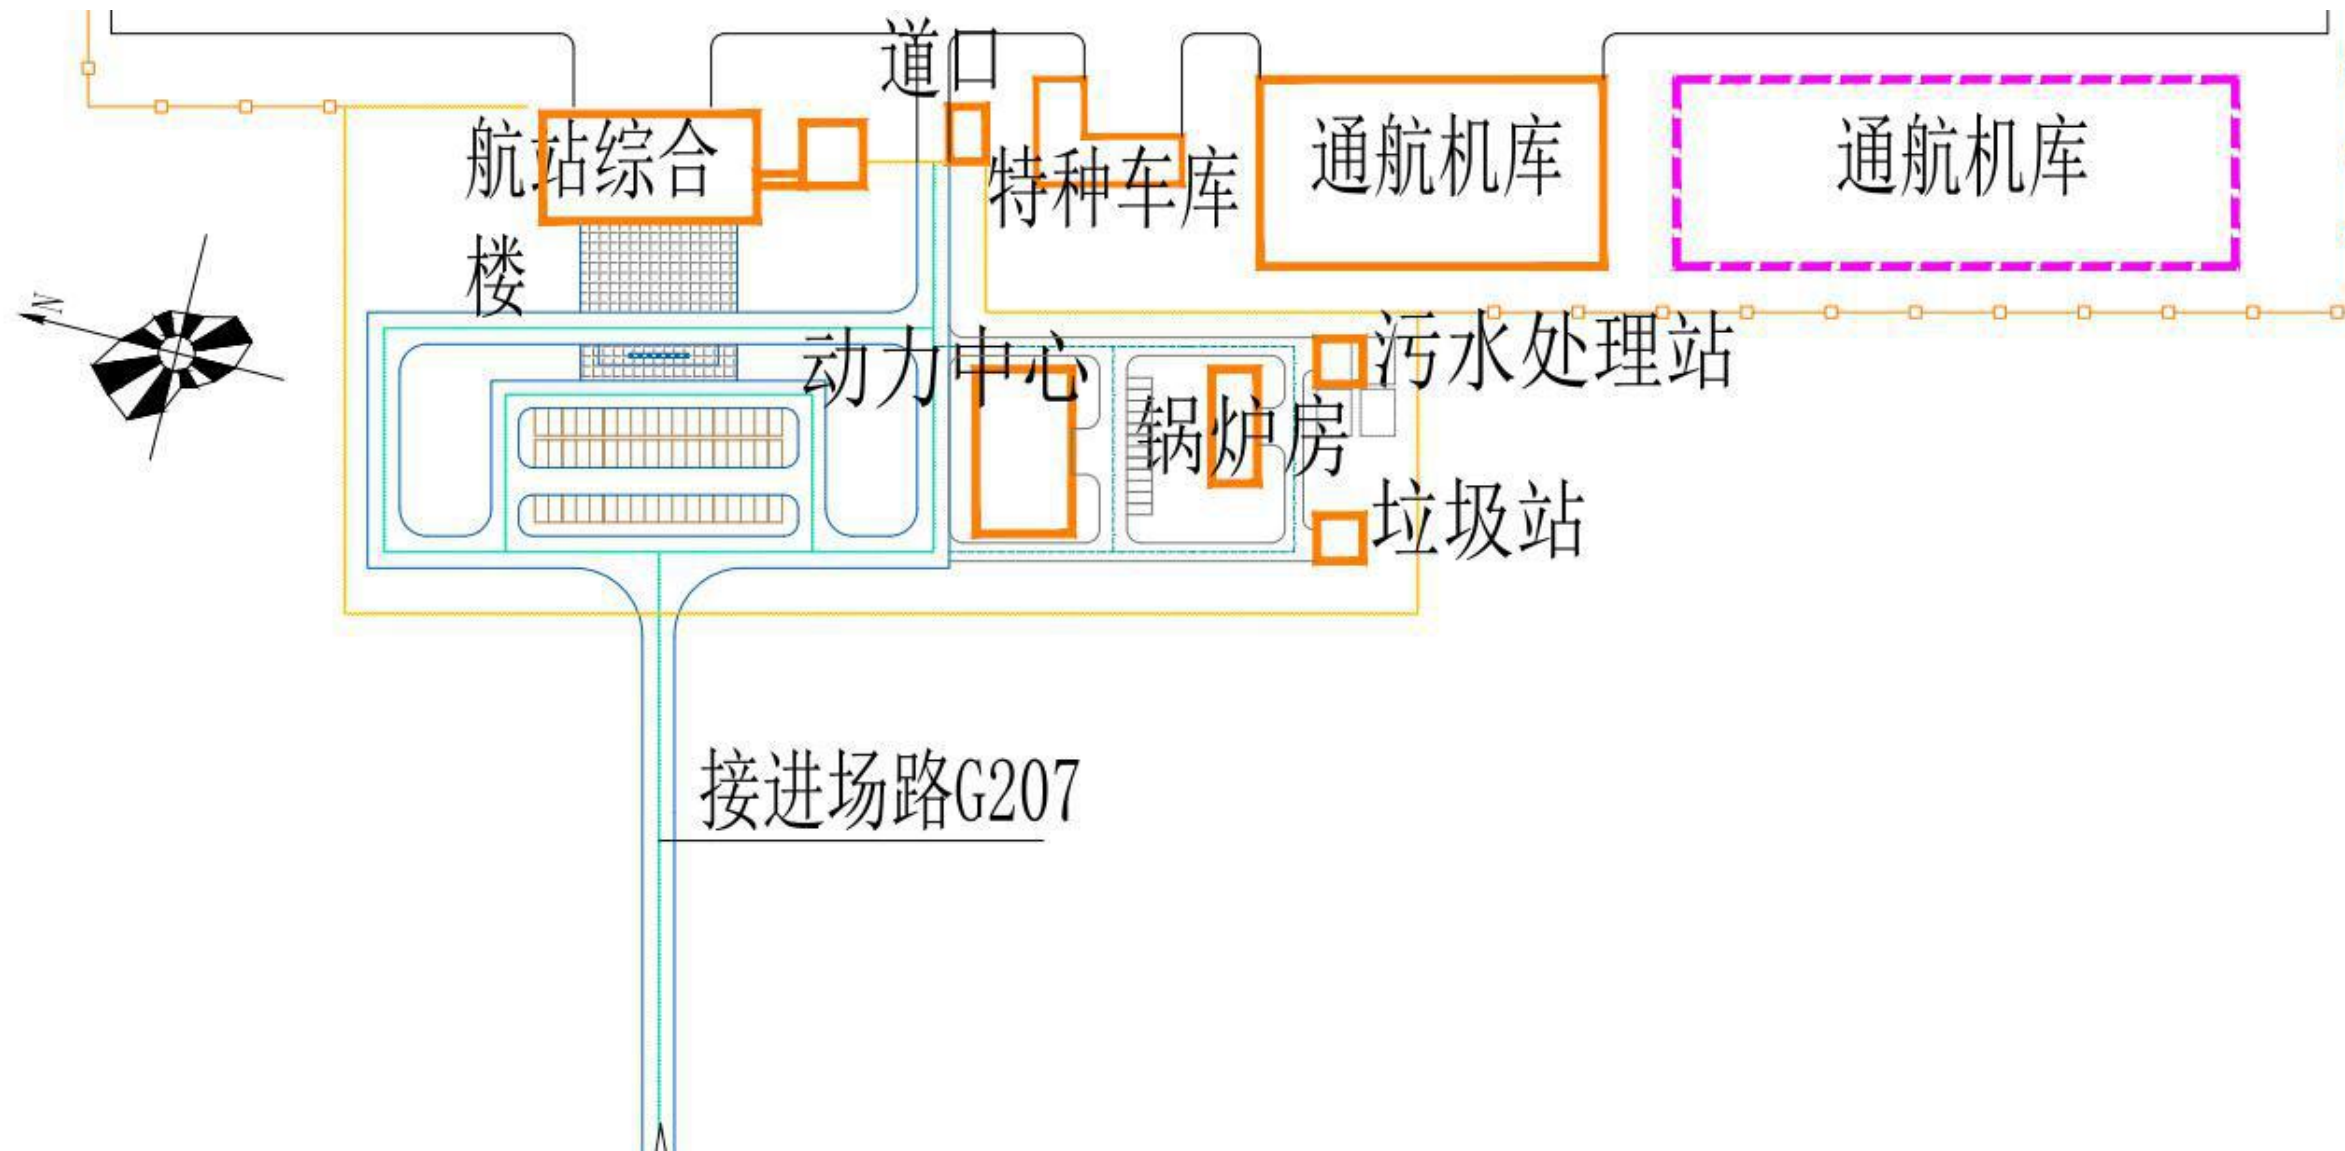 道口
航站综合
楼
特种车库
通航机库
通航机库
N
动力中心
污水处理站
锅炉房
垃圾站
接进场路G207